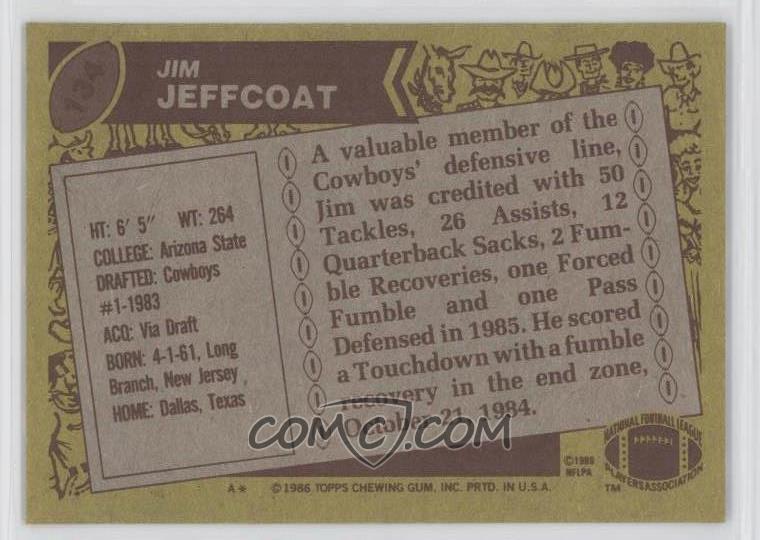 134
JIM
JEFFCOAT
HT: 6' 5" WT: 264
COLLEGE: Arizona State
DRAFTED: Cowboys
#1-1983
ACQ: Via Draft
BORN: 4-1-61, Long
Branch, New Jersey
HOME: Dallas, Texas
A valuable member of the
Cowboys' defensive line,
Jim was credited with 50
Tackles, 26 Assists, 12
Quarterback Sacks, 2 Fum-
ble Recoveries, one Forced
Fumble and one Pass
Defensed in 1985. He scored
a Touchdown with a fumble
recovery in the end zone,
October 21, 1984.
COMC.COM
©1986
NFLPA
NATIONAL FOOTBALL LEAGUE
PLAYERS ASSOCIATION
TM
A* ©1986 TOPPS CHEWING GUM, INC. PRTD. IN U.S.A.